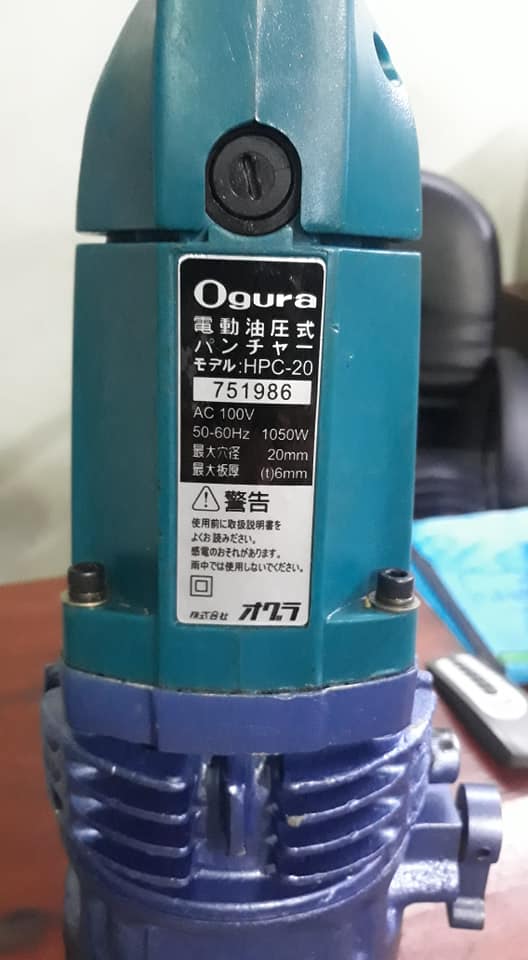 Ogura
電動油圧式
パンチャー
モデル:HPC-20
751986
AC 100V
50-60Hz 1050W
最大穴径 20mm
最大板厚 (t)6mm
警告
使用前に取扱説明書を
よくお読みださい。
感電のおそれがあります。
雨中では使用しないでください。
株式会社 オグラ